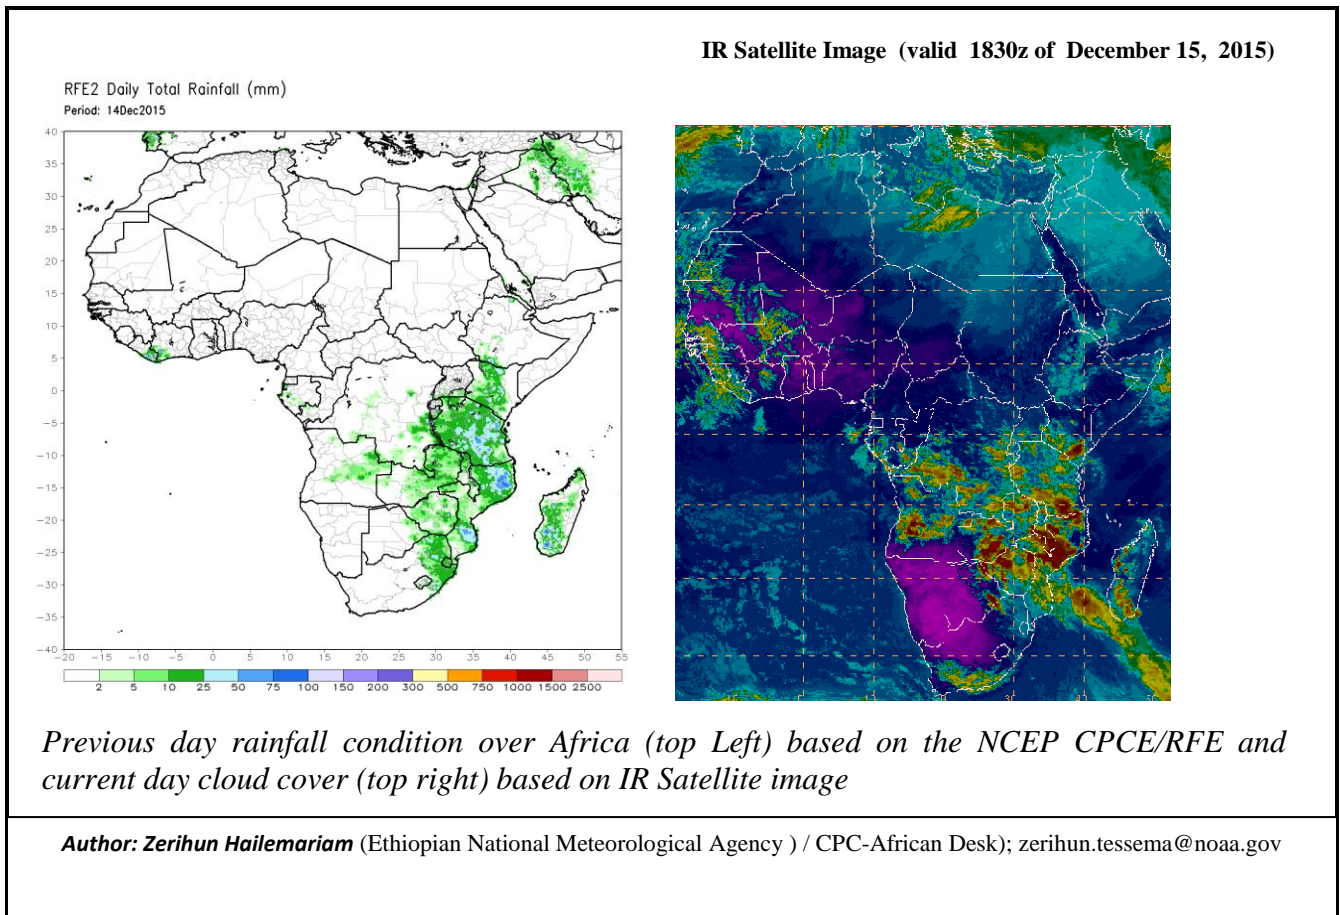 IR Satellite Image (valid 1830z of December 15, 2015)
RFE2 Daily Total Rainfall (mm)
Period: 14Dec2015
40
35
30
25
20
15
10
5
0
−5
−10
−15
−20
−25
−30
−35
−40
−20 −15 −10 −5 0 5 10 15 20 25 30 35 40 45 50 55
2 5 10 25 50 75 100 150 200 300 500 750 1000 1500 2500
Previous day rainfall condition over Africa (top Left) based on the NCEP CPCE/RFE and
current day cloud cover (top right) based on IR Satellite image
Author: Zerihun Hailemariam (Ethiopian National Meteorological Agency ) / CPC-African Desk); zerihun.tessema@noaa.gov